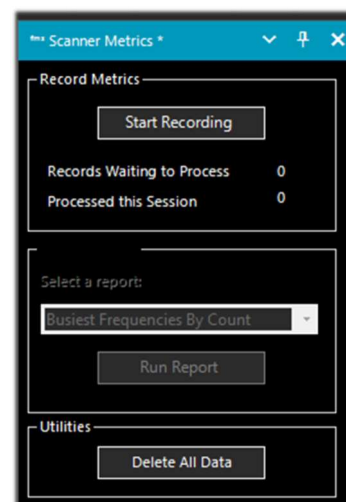 Scanner Metrics *
Record Metrics
Start Recording
Records Waiting to Process 0
Processed this Session 0
Select a report:
Busiest Frequencies By Count
Run Report
Utilities
Delete All Data